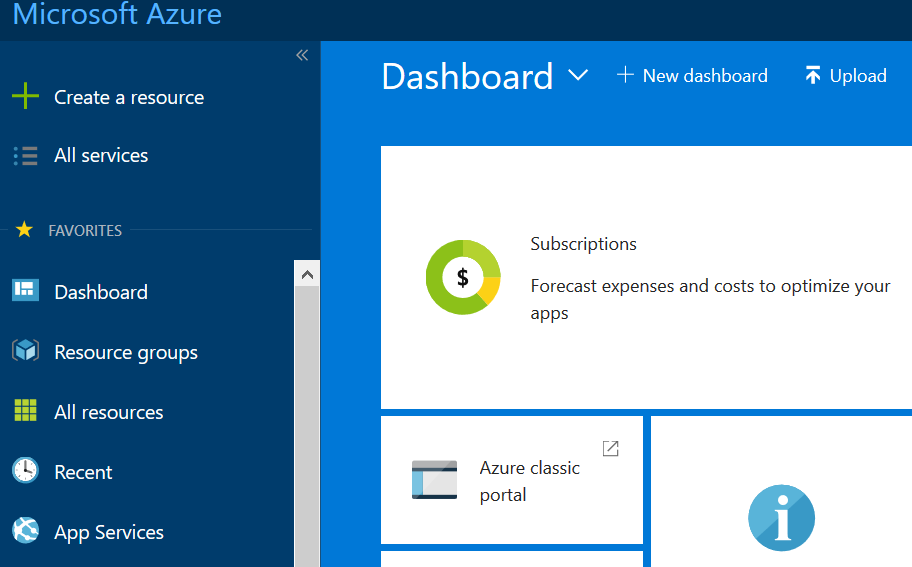 Microsoft Azure
Create a resource
All services
FAVORITES
Dashboard
Resource groups
All resources
Recent
App Services
Dashboard
New dashboard
Upload
$
Subscriptions
Forecast expenses and costs to optimize your
apps
Azure classic
portal
i